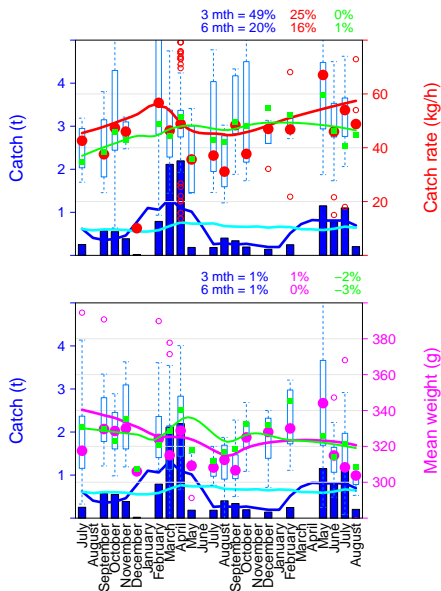 3 mth = 49% 25% 0%
6 mth = 20% 16% 1%
5
4
3
2
1
Catch (t)
60
40
20
Catch rate (kg/h)
3 mth = 1% 1% −2%
6 mth = 1% 0% −3%
4
3
2
1
Catch (t)
380
360
340
320
300
Mean weight (g)
July
August
September
October
November
December
January
February
March
April
May
June
July
August
September
October
November
December
January
February
March
April
May
June
July
August